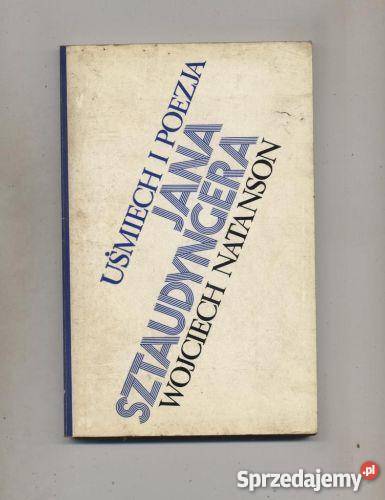 UŚMIECH I POEZJA
JANA
SZTAUDYNGERA
WOJCIECH NATANSON
Sprzedajemy.pl